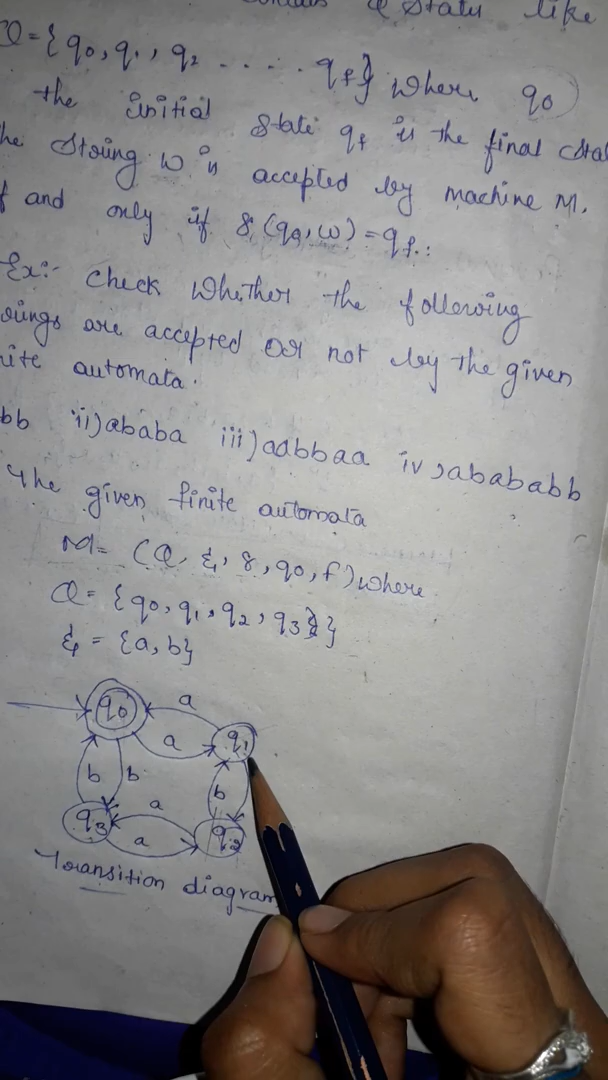 State like
Q={q0, q1, q2 ..... qf} where q0
the initial state qf is the final
string w is accepted by machine M.
and only if δ(q0,w)=qf.
Ex:- Check whether the following
are accepted or not by the given
automata.
bb ii)ababa iii)aabbaa iv)abababb
The given finite automata
M= (Q, Σ, δ, q0, f) where
Q= {q0, q1, q2, q3}}
Σ = {a, b}
q0 a
a q1
b b b
q3 a q2
a
Transition diagram